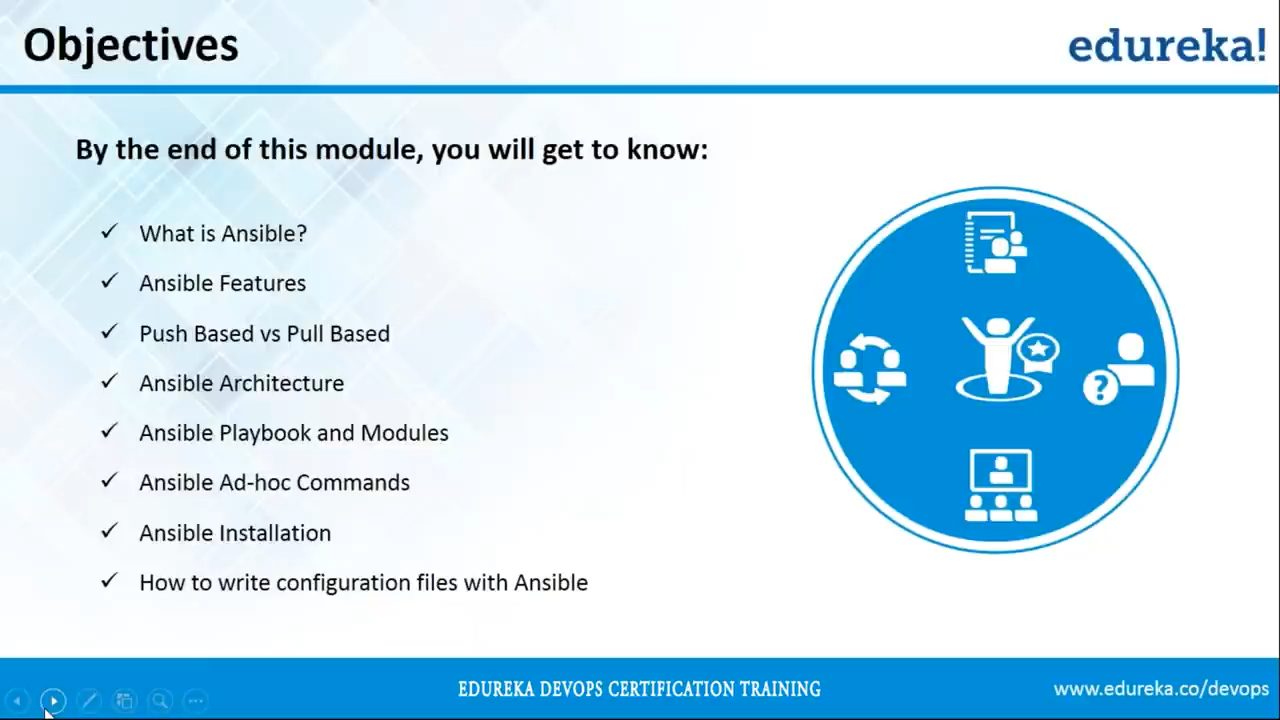 Objectives
edureka!
By the end of this module, you will get to know:
✓ What is Ansible?
✓ Ansible Features
✓ Push Based vs Pull Based
✓ Ansible Architecture
✓ Ansible Playbook and Modules
✓ Ansible Ad-hoc Commands
✓ Ansible Installation
✓ How to write configuration files with Ansible
?
EDUREKA DEVOPS CERTIFICATION TRAINING
www.edureka.co/devops